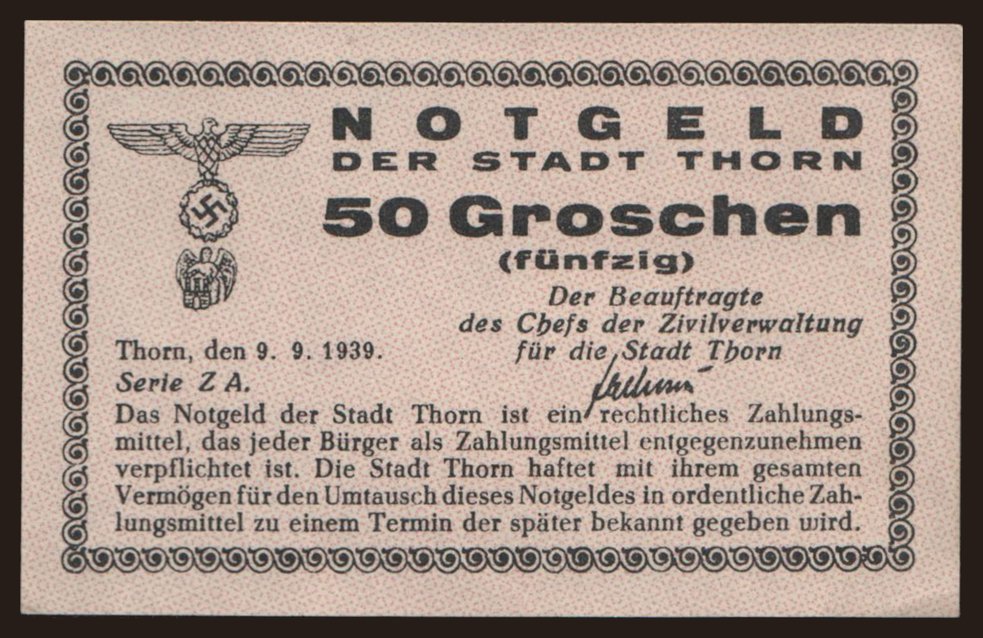 NOTGELD
DER STADT THORN
50 Groschen
(fünfzig)
Der Beauftragte
des Chefs der Zivilverwaltung
für die Stadt Thorn
Thorn, den 9. 9. 1939.
Serie Z A.
Das Notgeld der Stadt Thorn ist ein rechtliches Zahlungs-
mittel, das jeder Bürger als Zahlungsmittel entgegenzunehmen
verpflichtet ist. Die Stadt Thorn haftet mit ihrem gesamten
Vermögen für den Umtausch dieses Notgeldes in ordentliche Zah-
lungsmittel zu einem Termin der später bekannt gegeben wird.